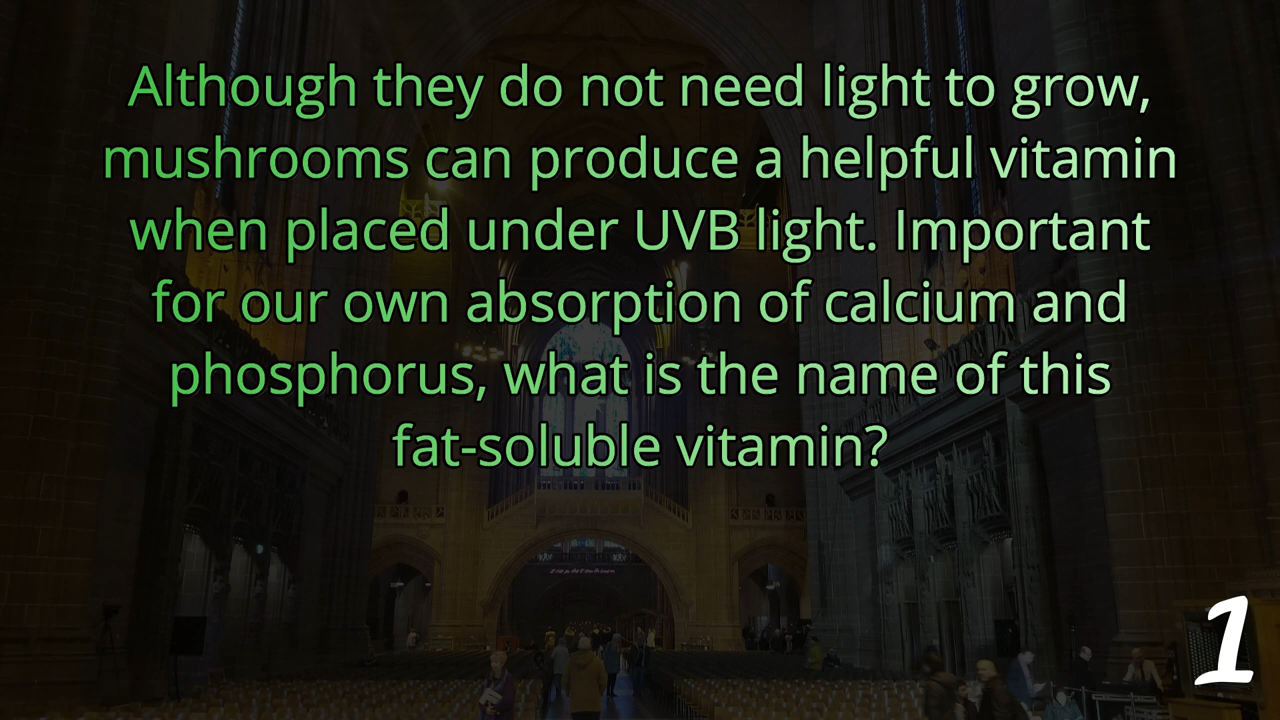 Although they do not need light to grow,
mushrooms can produce a helpful vitamin
when placed under UVB light. Important
for our own absorption of calcium and
phosphorus, what is the name of this
fat-soluble vitamin?
1